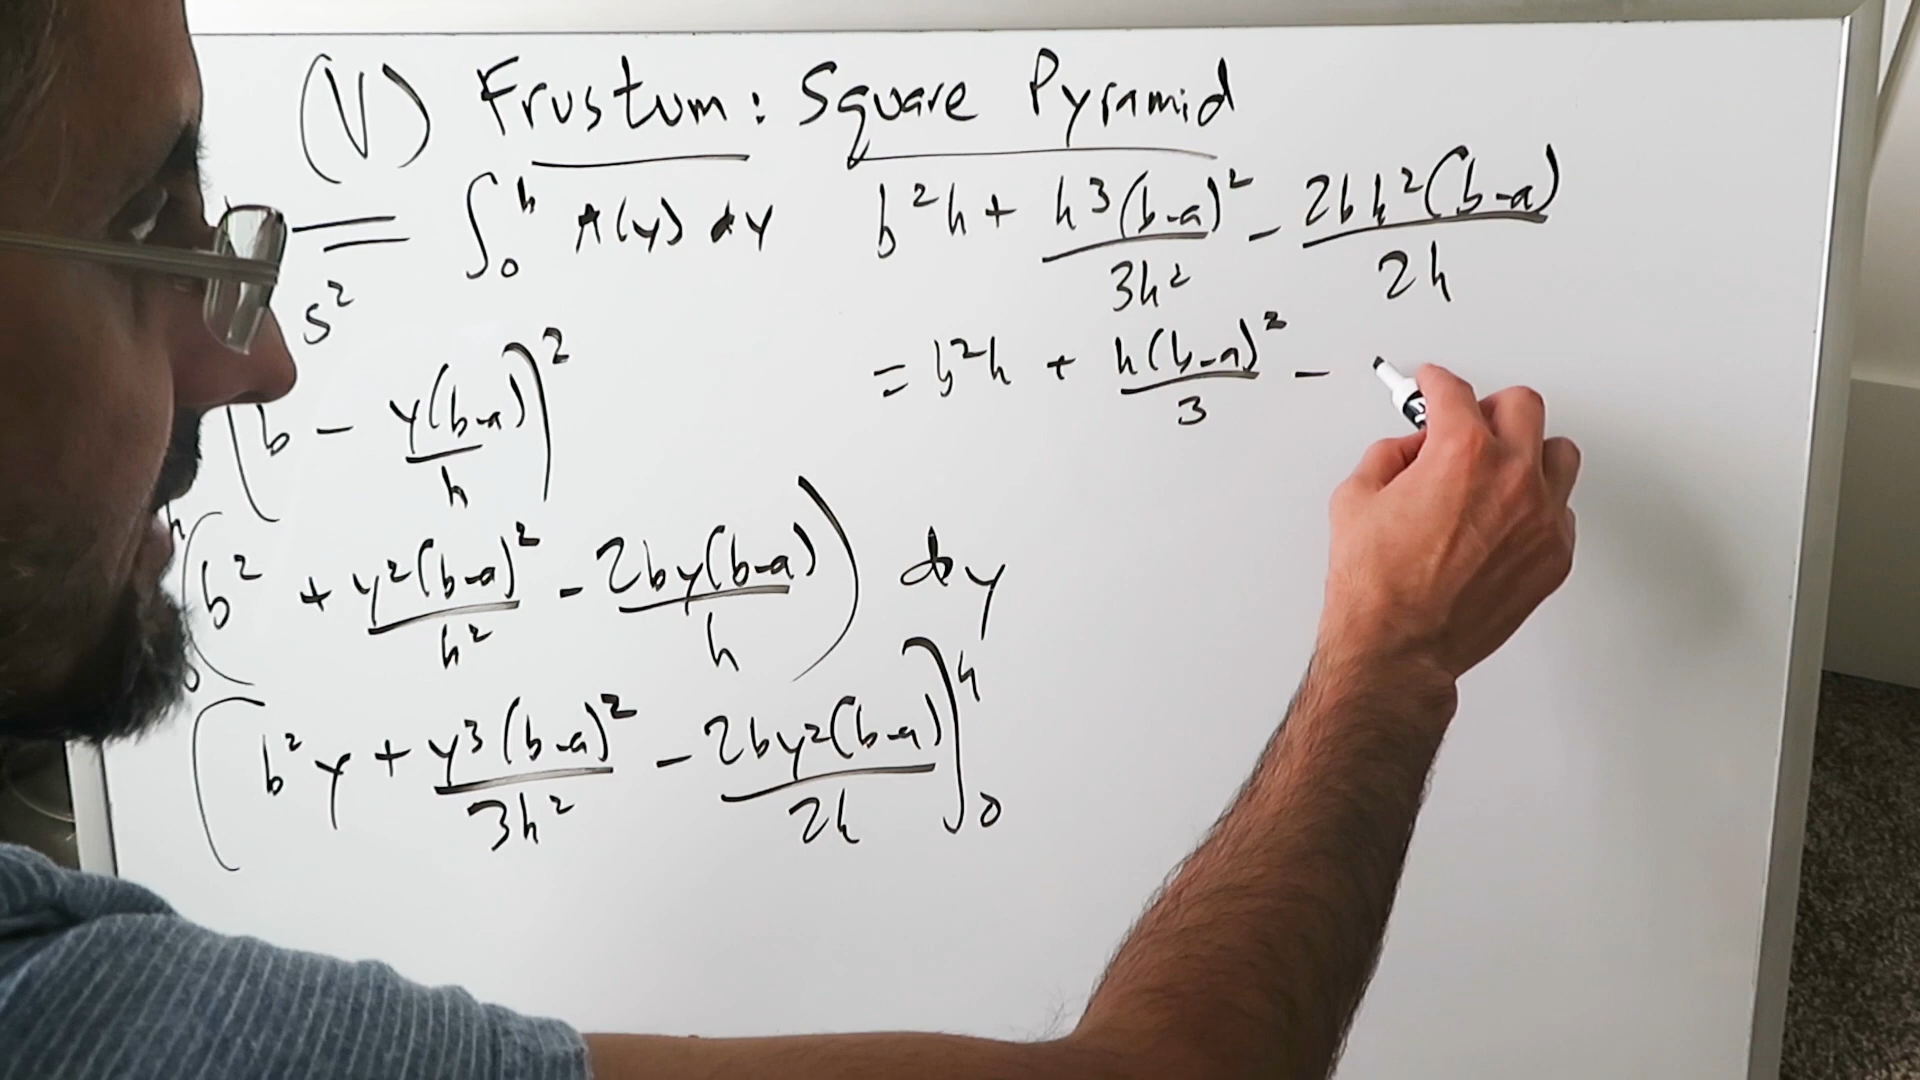 (V) Frustum: Square Pyramid
∫₀ʰ A(y) dy
s²
(b - y(b-a)/h)²
(b² + y²(b-a)²/h² - 2by(b-a)/h) dy
(b²y + y³(b-a)²/3h² - 2by²(b-a)/2h]₀ʰ
b²h + h³(b-a)²/3h² - 2bh²(b-a)/2h
= b²h + h(b-a)²/3 -